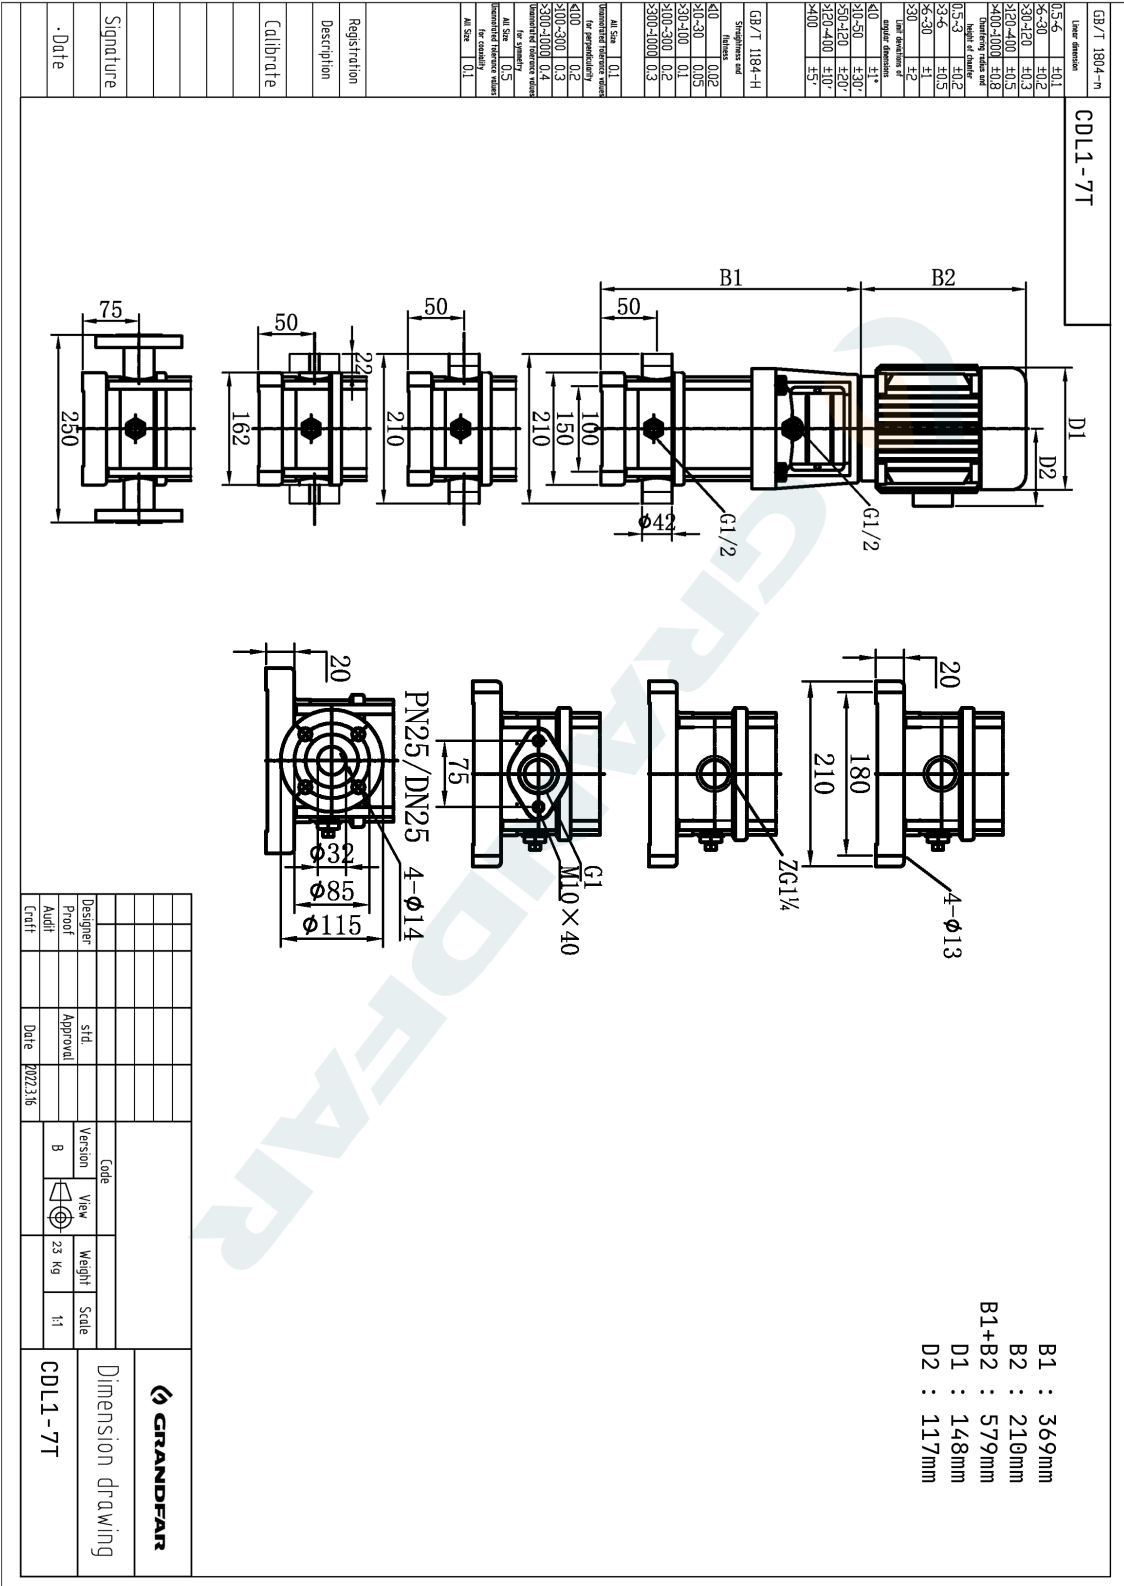 GB/T 1804-m
Linear dimension
0.5~6 ±0.1
>6~30 ±0.2
>30~120 ±0.3
>120~400 ±0.5
>400~1000 ±0.8
Chamfering radius and
height of chamfer
0.5~3 ±0.2
>3~6 ±0.5
>6~30 ±1
>30 ±2
Limit deviations of
angular dimensions
≤10 ±1°
>10~50 ±30′
>50~120 ±20′
>120~400 ±10′
>400 ±5′
GB/T 1184-H
Straightness and
flatness
≤10 0.02
>10~30 0.05
>30~100 0.1
>100~300 0.2
>300~1000 0.3
All Size 0.1
Unannotated tolerance values
for perpendicularity
≤100 0.2
>100~300 0.3
>300~1000 0.4
Unannotated tolerance values
for symmetry
All Size 0.5
Unannotated tolerance values
for coaxiality
All Size 0.1
Registration
Description
Calibrate
Signature
·Date
CDL1-7T
B1
B2
D1
D2
50
100
150
210
Φ42
G1/2
G1/2
50
210
50
22
162
75
250
20
180
210
4-Φ13
ZG1¼
75
G1
M10×40
20
PN25/DN25
Φ32
Φ85
Φ115
4-Φ14
GRANDFAR
B1 : 369mm
B2 : 210mm
B1+B2 : 579mm
D1 : 148mm
D2 : 117mm
Designer
Proof
Audit
Craft
std.
Approval
Date 2022.3.16
Code
Version View Weight Scale
B 23 Kg 1:1
GRANDFAR
Dimension drawing
CDL1-7T